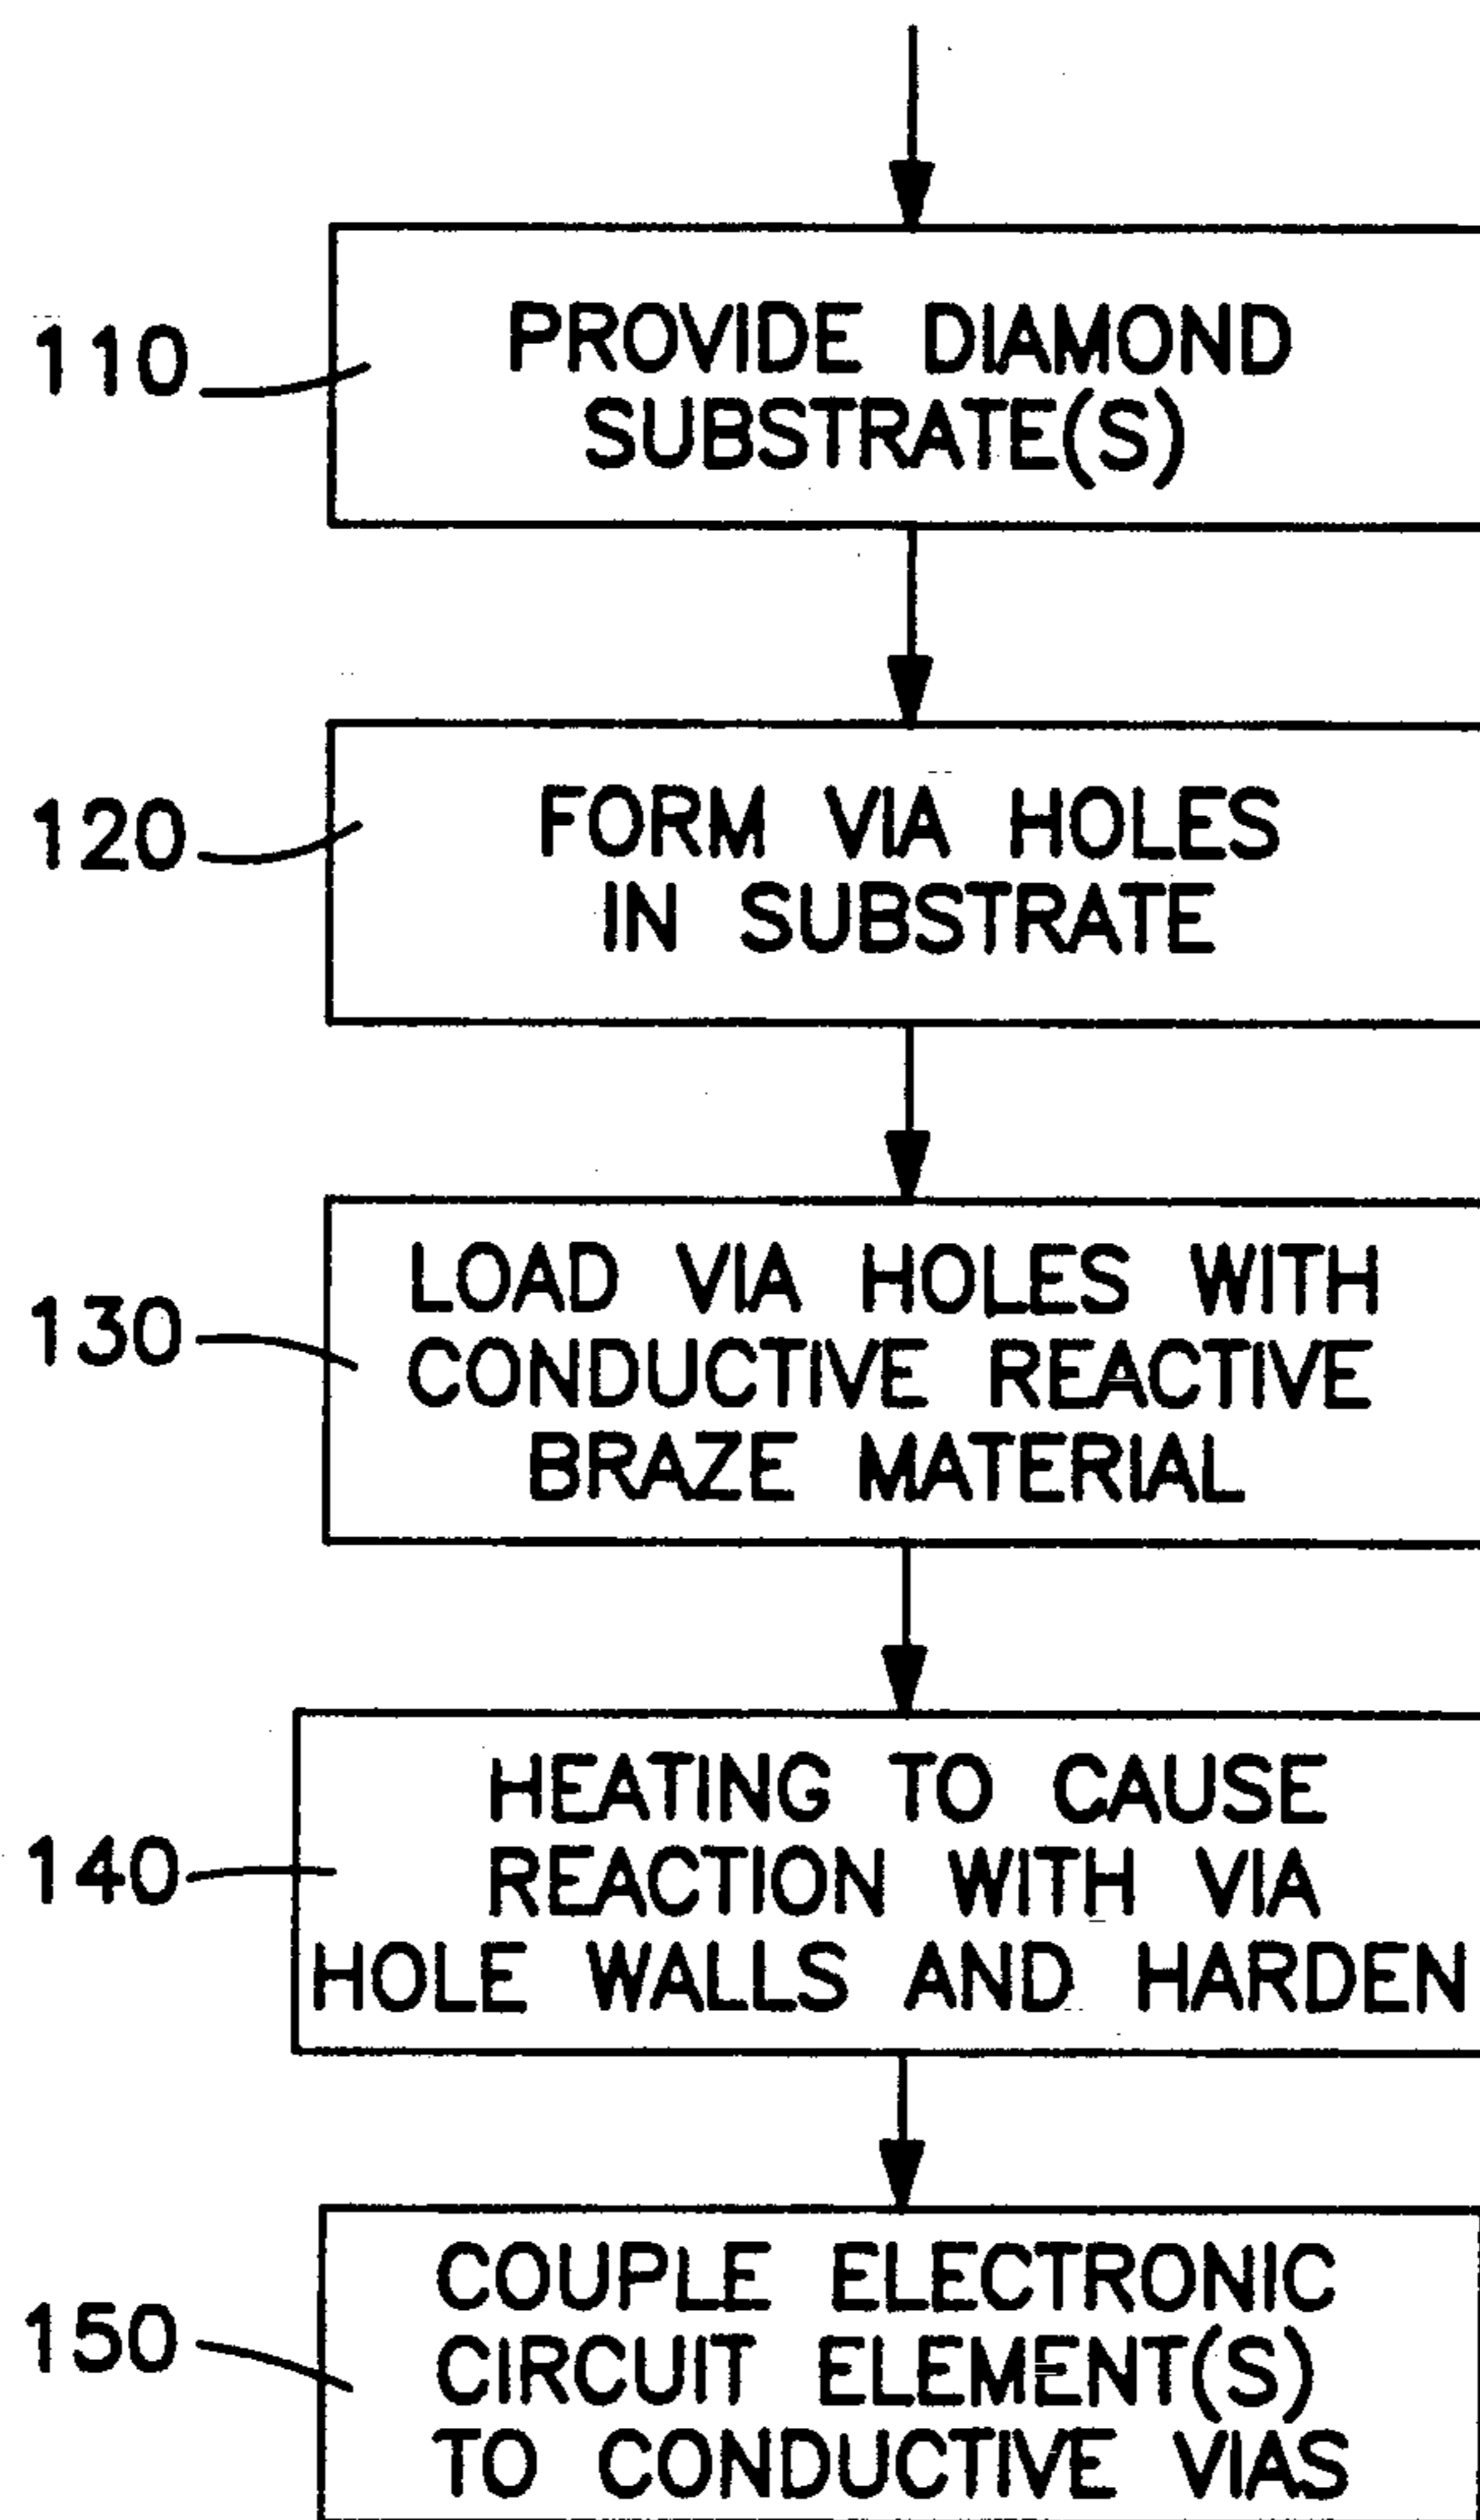 110
PROVIDE DIAMOND
SUBSTRATE(S)
120
FORM VIA HOLES
IN SUBSTRATE
130
LOAD VIA HOLES WITH
CONDUCTIVE REACTIVE
BRAZE MATERIAL
140
HEATING TO CAUSE
REACTION WITH VIA
HOLE WALLS AND HARDEN
150
COUPLE ELECTRONIC
CIRCUIT ELEMENT(S)
TO CONDUCTIVE VIAS